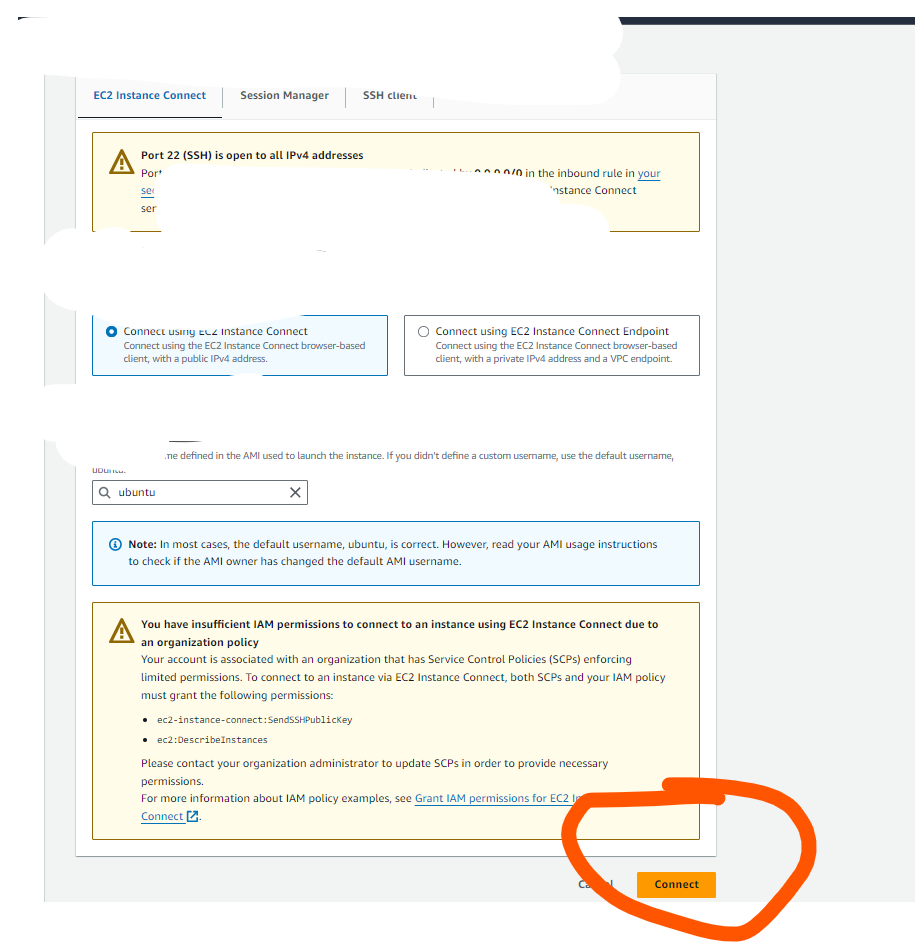 EC2 Instance Connect
Session Manager
SSH client
Port 22 (SSH) is open to all IPv4 addresses
Port
0.0.0.0/0 in the inbound rule in your
Instance Connect
Connect using EC2 Instance Connect
Connect using the EC2 Instance Connect browser-based
client, with a public IPv4 address.
Connect using EC2 Instance Connect Endpoint
Connect using the EC2 Instance Connect browser-based
client, with a private IPv4 address and a VPC endpoint.
defined in the AMI used to launch the instance. If you didn't define a custom username, use the default username,
ubuntu.
ubuntu
Note: In most cases, the default username, ubuntu, is correct. However, read your AMI usage instructions
to check if the AMI owner has changed the default AMI username.
You have insufficient IAM permissions to connect to an instance using EC2 Instance Connect due to
an organization policy
Your account is associated with an organization that has Service Control Policies (SCPs) enforcing
limited permissions. To connect to an instance via EC2 Instance Connect, both SCPs and your IAM policy
must grant the following permissions:
ec2-instance-connect:SendSSHPublicKey
ec2:DescribeInstances
Please contact your organization administrator to update SCPs in order to provide necessary
permissions.
For more information about IAM policy examples, see Grant IAM permissions for EC2
Connect.
Cancel
Connect